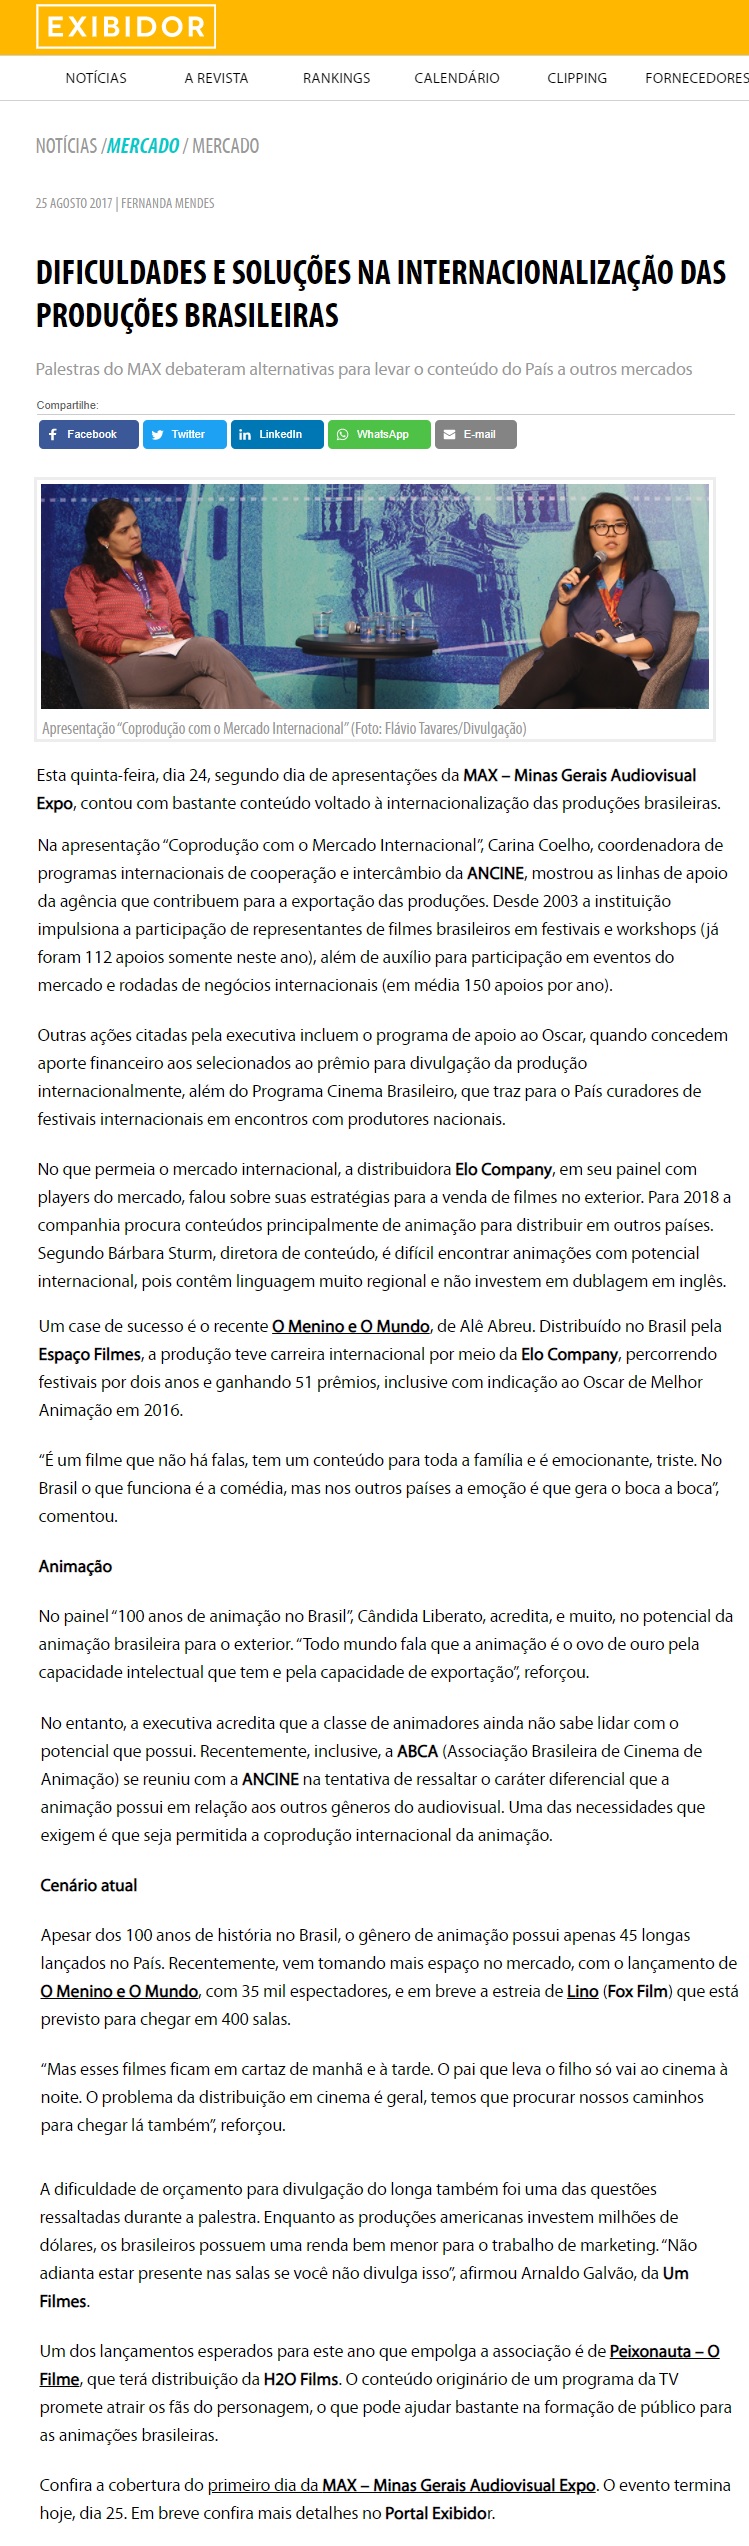 EXIBIDOR
NOTÍCIAS A REVISTA RANKINGS CALENDÁRIO CLIPPING FORNECEDORES
NOTÍCIAS /MERCADO / MERCADO
25 AGOSTO 2017 | FERNANDA MENDES
DIFICULDADES E SOLUÇÕES NA INTERNACIONALIZAÇÃO DAS
PRODUÇÕES BRASILEIRAS
Palestras do MAX debateram alternativas para levar o conteúdo do País a outros mercados
Compartilhe:
Facebook Twitter LinkedIn WhatsApp E-mail
Apresentação “Coprodução com o Mercado Internacional” (Foto: Flávio Tavares/Divulgação)
Esta quinta-feira, dia 24, segundo dia de apresentações da MAX – Minas Gerais Audiovisual
Expo, contou com bastante conteúdo voltado à internacionalização das produções brasileiras.
Na apresentação “Coprodução com o Mercado Internacional”, Carina Coelho, coordenadora de
programas internacionais de cooperação e intercâmbio da ANCINE, mostrou as linhas de apoio
da agência que contribuem para a exportação das produções. Desde 2003 a instituição
impulsiona a participação de representantes de filmes brasileiros em festivais e workshops (já
foram 112 apoios somente neste ano), além de auxílio para participação em eventos do
mercado e rodadas de negócios internacionais (em média 150 apoios por ano).
Outras ações citadas pela executiva incluem o programa de apoio ao Oscar, quando concedem
aporte financeiro aos selecionados ao prêmio para divulgação da produção
internacionalmente, além do Programa Cinema Brasileiro, que traz para o País curadores de
festivais internacionais em encontros com produtores nacionais.
No que permeia o mercado internacional, a distribuidora Elo Company, em seu painel com
players do mercado, falou sobre suas estratégias para a venda de filmes no exterior. Para 2018 a
companhia procura conteúdos principalmente de animação para distribuir em outros países.
Segundo Bárbara Sturm, diretora de conteúdo, é difícil encontrar animações com potencial
internacional, pois contêm linguagem muito regional e não investem em dublagem em inglês.
Um case de sucesso é o recente O Menino e O Mundo, de Alê Abreu. Distribuído no Brasil pela
Espaço Filmes, a produção teve carreira internacional por meio da Elo Company, percorrendo
festivais por dois anos e ganhando 51 prêmios, inclusive com indicação ao Oscar de Melhor
Animação em 2016.
“É um filme que não há falas, tem um conteúdo para toda a família e é emocionante, triste. No
Brasil o que funciona é a comédia, mas nos outros países a emoção é que gera o boca a boca”,
comentou.
Animação
No painel “100 anos de animação no Brasil”, Cândida Liberato, acredita, e muito, no potencial da
animação brasileira para o exterior. “Todo mundo fala que a animação é o ovo de ouro pela
capacidade intelectual que tem e pela capacidade de exportação”, reforçou.
No entanto, a executiva acredita que a classe de animadores ainda não sabe lidar com o
potencial que possui. Recentemente, inclusive, a ABCA (Associação Brasileira de Cinema de
Animação) se reuniu com a ANCINE na tentativa de ressaltar o caráter diferencial que a
animação possui em relação aos outros gêneros do audiovisual. Uma das necessidades que
exigem é que seja permitida a coprodução internacional da animação.
Cenário atual
Apesar dos 100 anos de história no Brasil, o gênero de animação possui apenas 45 longas
lançados no País. Recentemente, vem tomando mais espaço no mercado, com o lançamento de
O Menino e O Mundo, com 35 mil espectadores, e em breve a estreia de Lino (Fox Film) que está
previsto para chegar em 400 salas.
“Mas esses filmes ficam em cartaz de manhã e à tarde. O pai que leva o filho só vai ao cinema à
noite. O problema da distribuição em cinema é geral, temos que procurar nossos caminhos
para chegar lá também”, reforçou.
A dificuldade de orçamento para divulgação do longa também foi uma das questões
ressaltadas durante a palestra. Enquanto as produções americanas investem milhões de
dólares, os brasileiros possuem uma renda bem menor para o trabalho de marketing. “Não
adianta estar presente nas salas se você não divulga isso”, afirmou Arnaldo Galvão, da Um
Filmes.
Um dos lançamentos esperados para este ano que empolga a associação é de Peixonauta – O
Filme, que terá distribuição da H2O Films. O conteúdo originário de um programa da TV
promete atrair os fãs do personagem, o que pode ajudar bastante na formação de público para
as animações brasileiras.
Confira a cobertura do primeiro dia da MAX – Minas Gerais Audiovisual Expo. O evento termina
hoje, dia 25. Em breve confira mais detalhes no Portal Exibidor.